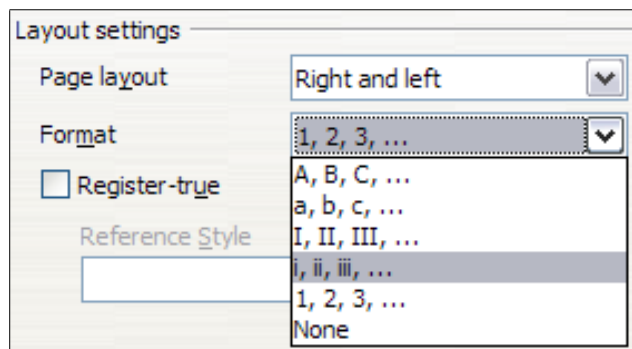 Layout settings
Page layout Right and left
Format 1, 2, 3, ...
A, B, C, ...
Register-true
a, b, c, ...
Reference Style
I, II, III, ...
i, ii, iii, ...
1, 2, 3, ...
None